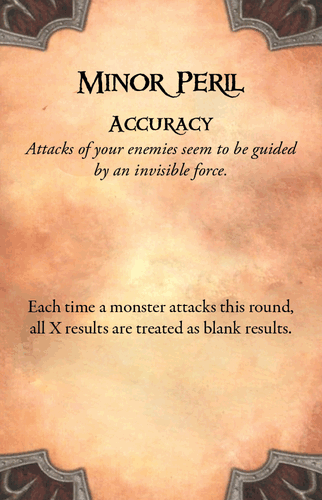 Minor Peril
Accuracy
Attacks of your enemies seem to be guided
by an invisible force.
Each time a monster attacks this round,
all X results are treated as blank results.